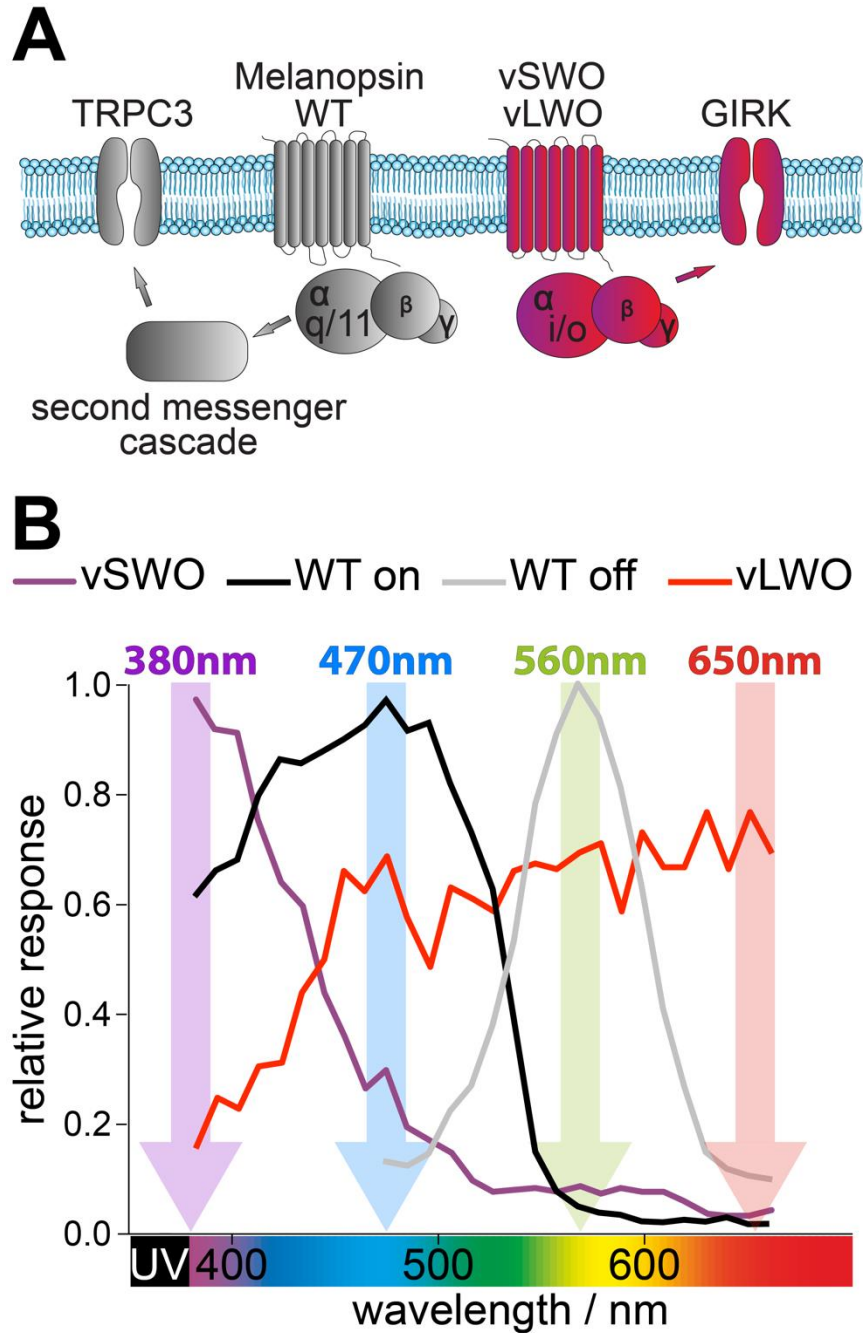 A
TRPC3
Melanopsin
WT
vSWO
vLWO
GIRK
α
q/11
β
γ
α
i/o
β
γ
second messenger
cascade
B
vSWO WT on WT off vLWO
380nm 470nm 560nm 650nm
relative response
1.0
0.8
0.6
0.4
0.2
0.0
UV 400 500 600
wavelength / nm